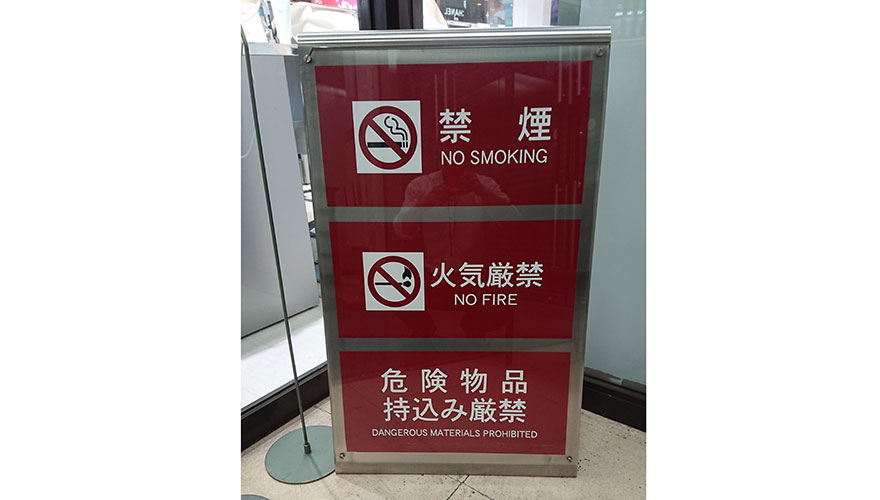 禁煙
NO SMOKING
火気厳禁
NO FIRE
危険物品
持込み厳禁
DANGEROUS MATERIALS PROHIBITED